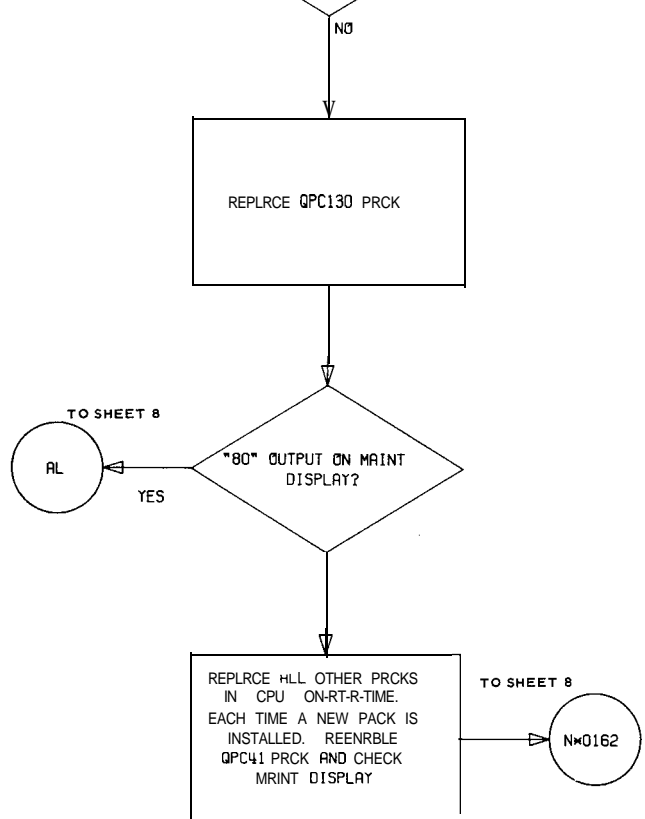 NO
REPLRCE QPC130 PRCK
TO SHEET 8
AL
"80" OUTPUT ON MAINT
DISPLAY?
YES
REPLRCE HLL OTHER PRCKS
IN CPU ON-RT-R-TIME.
EACH TIME A NEW PACK IS
INSTALLED. REENRBLE
QPC41 PRCK AND CHECK
MRINT DISPLAY
TO SHEET 8
N*0162